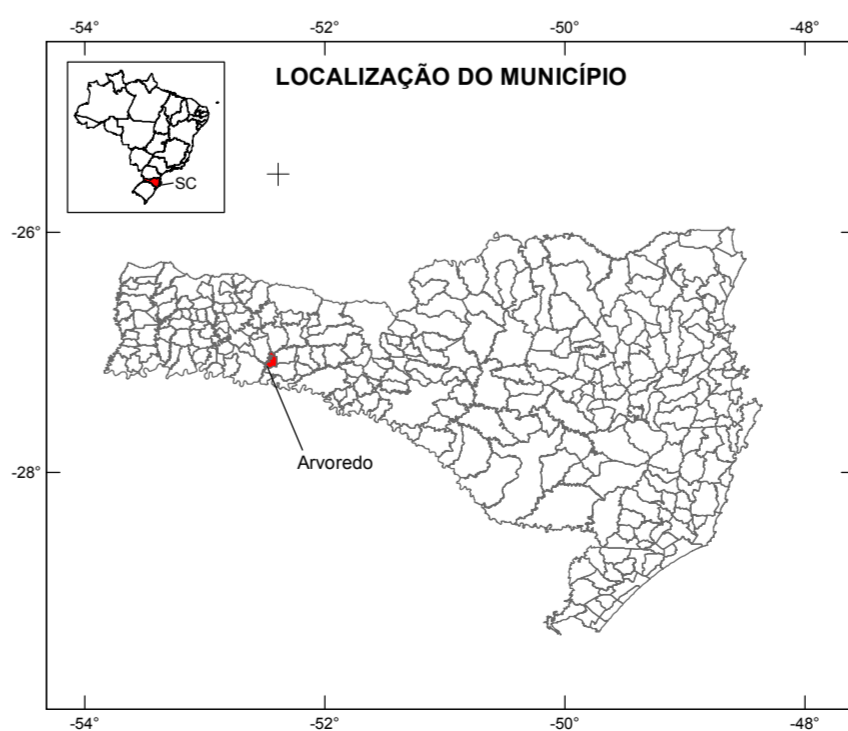 -54° -52° -50° -48°
LOCALIZAÇÃO DO MUNICÍPIO
SC
-26°
Arvoredo
-28°
-54° -52° -50° -48°